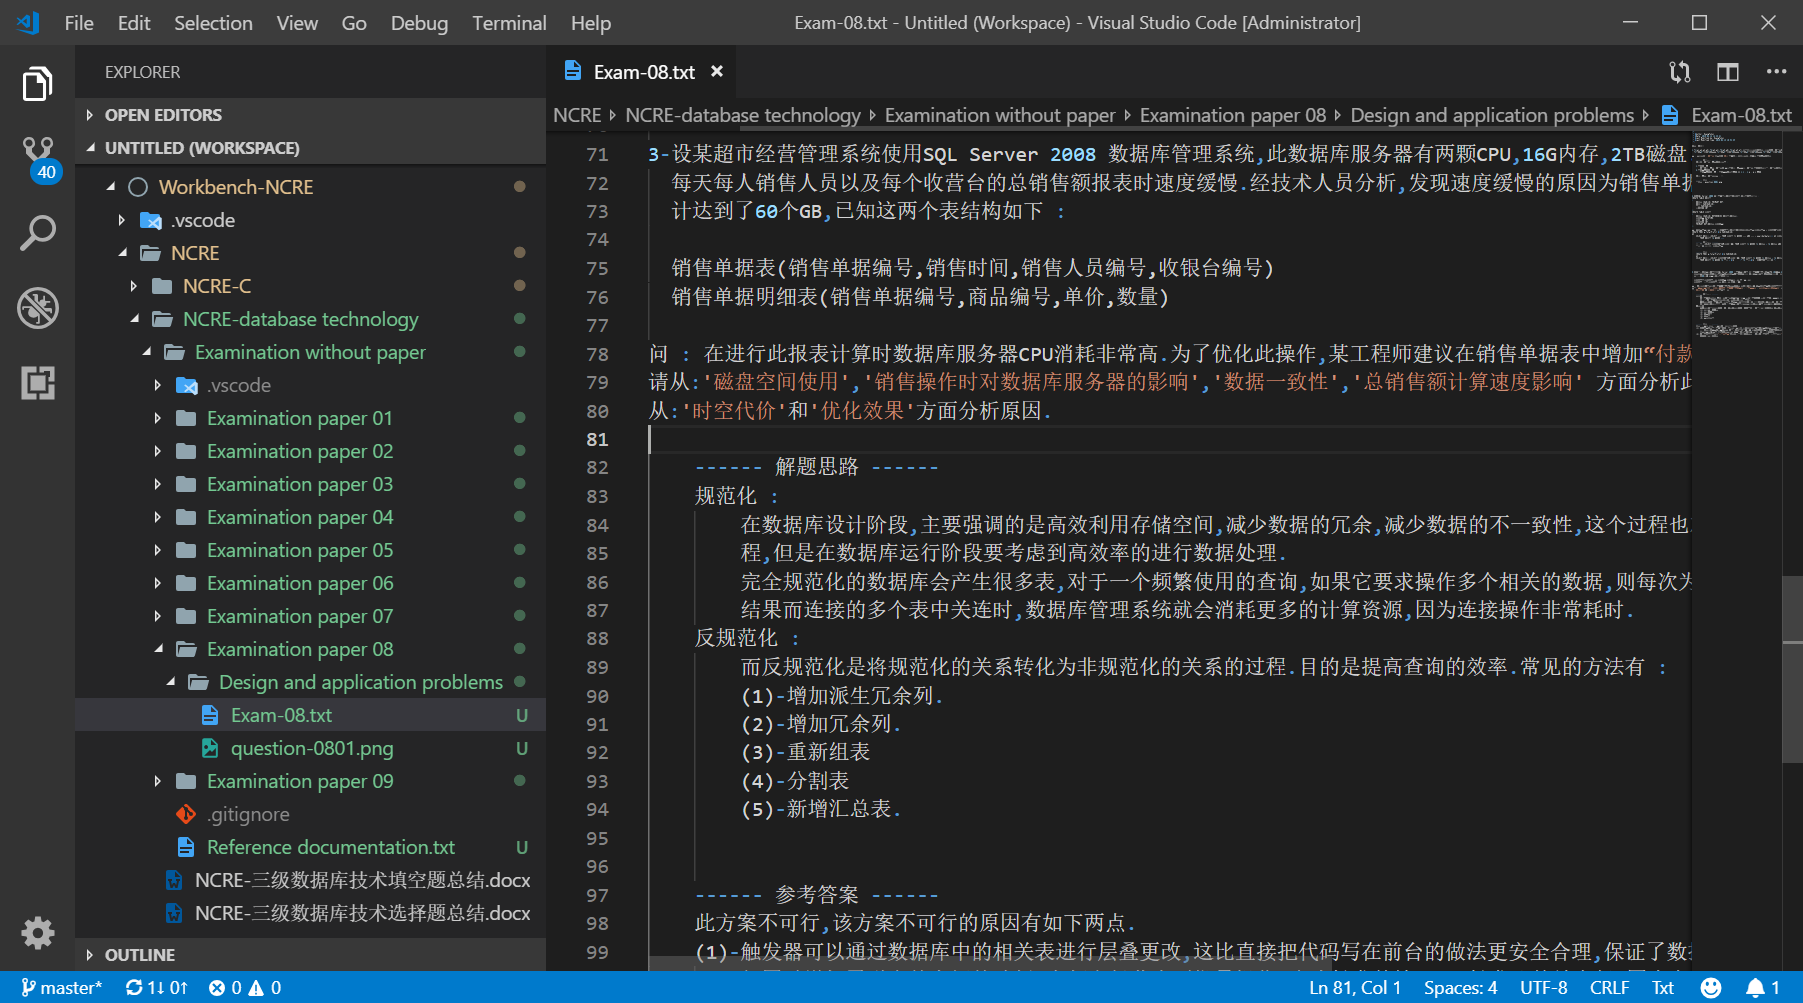 File Edit Selection View Go Debug Terminal Help
Exam-08.txt - Untitled (Workspace) - Visual Studio Code [Administrator]
EXPLORER
OPEN EDITORS
UNTITLED (WORKSPACE)
40
Workbench-NCRE
.vscode
NCRE
NCRE-C
NCRE-database technology
Examination without paper
.vscode
Examination paper 01
Examination paper 02
Examination paper 03
Examination paper 04
Examination paper 05
Examination paper 06
Examination paper 07
Examination paper 08
Design and application problems
Exam-08.txt U
question-0801.png U
Examination paper 09
.gitignore
Reference documentation.txt U
NCRE-三级数据库技术填空题总结.docx
NCRE-三级数据库技术选择题总结.docx
OUTLINE
Exam-08.txt
NCRE NCRE-database technology Examination without paper Examination paper 08 Design and application problems Exam-08.txt
71 3-设某超市经营管理系统使用SQL Server 2008 数据库管理系统,此数据库服务器有两颗CPU,16G内存,2TB磁盘
72 每天每人销售人员以及每个收营台的总销售额报表时速度缓慢.经技术人员分析,发现速度缓慢的原因为销售单据
73 计达到了60个GB,已知这两个表结构如下 :
74
75 销售单据表(销售单据编号,销售时间,销售人员编号,收银台编号)
76 销售单据明细表(销售单据编号,商品编号,单价,数量)
77
78 问 : 在进行此报表计算时数据库服务器CPU消耗非常高.为了优化此操作,某工程师建议在销售单据表中增加“付款
79 请从:'磁盘空间使用','销售操作时对数据库服务器的影响','数据一致性','总销售额计算速度影响' 方面分析此
80 从:'时空代价'和'优化效果'方面分析原因.
81
82 ------ 解题思路 ------
83 规范化 :
84 在数据库设计阶段,主要强调的是高效利用存储空间,减少数据的冗余,减少数据的不一致性,这个过程也
85 程,但是在数据库运行阶段要考虑到高效率的进行数据处理.
86 完全规范化的数据库会产生很多表,对于一个频繁使用的查询,如果它要求操作多个相关的数据,则每次为
87 结果而连接的多个表中关连时,数据库管理系统就会消耗更多的计算资源,因为连接操作非常耗时.
88 反规范化 :
89 而反规范化是将规范化的关系转化为非规范化的关系的过程.目的是提高查询的效率.常见的方法有 :
90 (1)-增加派生冗余列.
91 (2)-增加冗余列.
92 (3)-重新组表
93 (4)-分割表
94 (5)-新增汇总表.
95
96
97 ------ 参考答案 ------
98 此方案不可行,该方案不可行的原因有如下两点.
99 (1)-触发器可以通过数据库中的相关表进行层叠更改,这比直接把代码写在前台的做法更安全合理,保证了数据
master* 1↓ 0↑ 0 0 Ln 81, Col 1 Spaces: 4 UTF-8 CRLF Txt 1